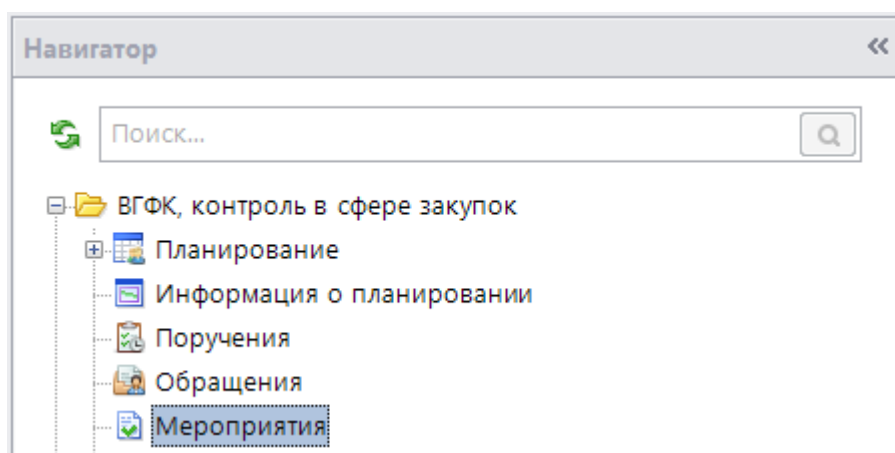 Навигатор
Поиск...
ВГФК, контроль в сфере закупок
Планирование
Информация о планировании
Поручения
Обращения
Мероприятия